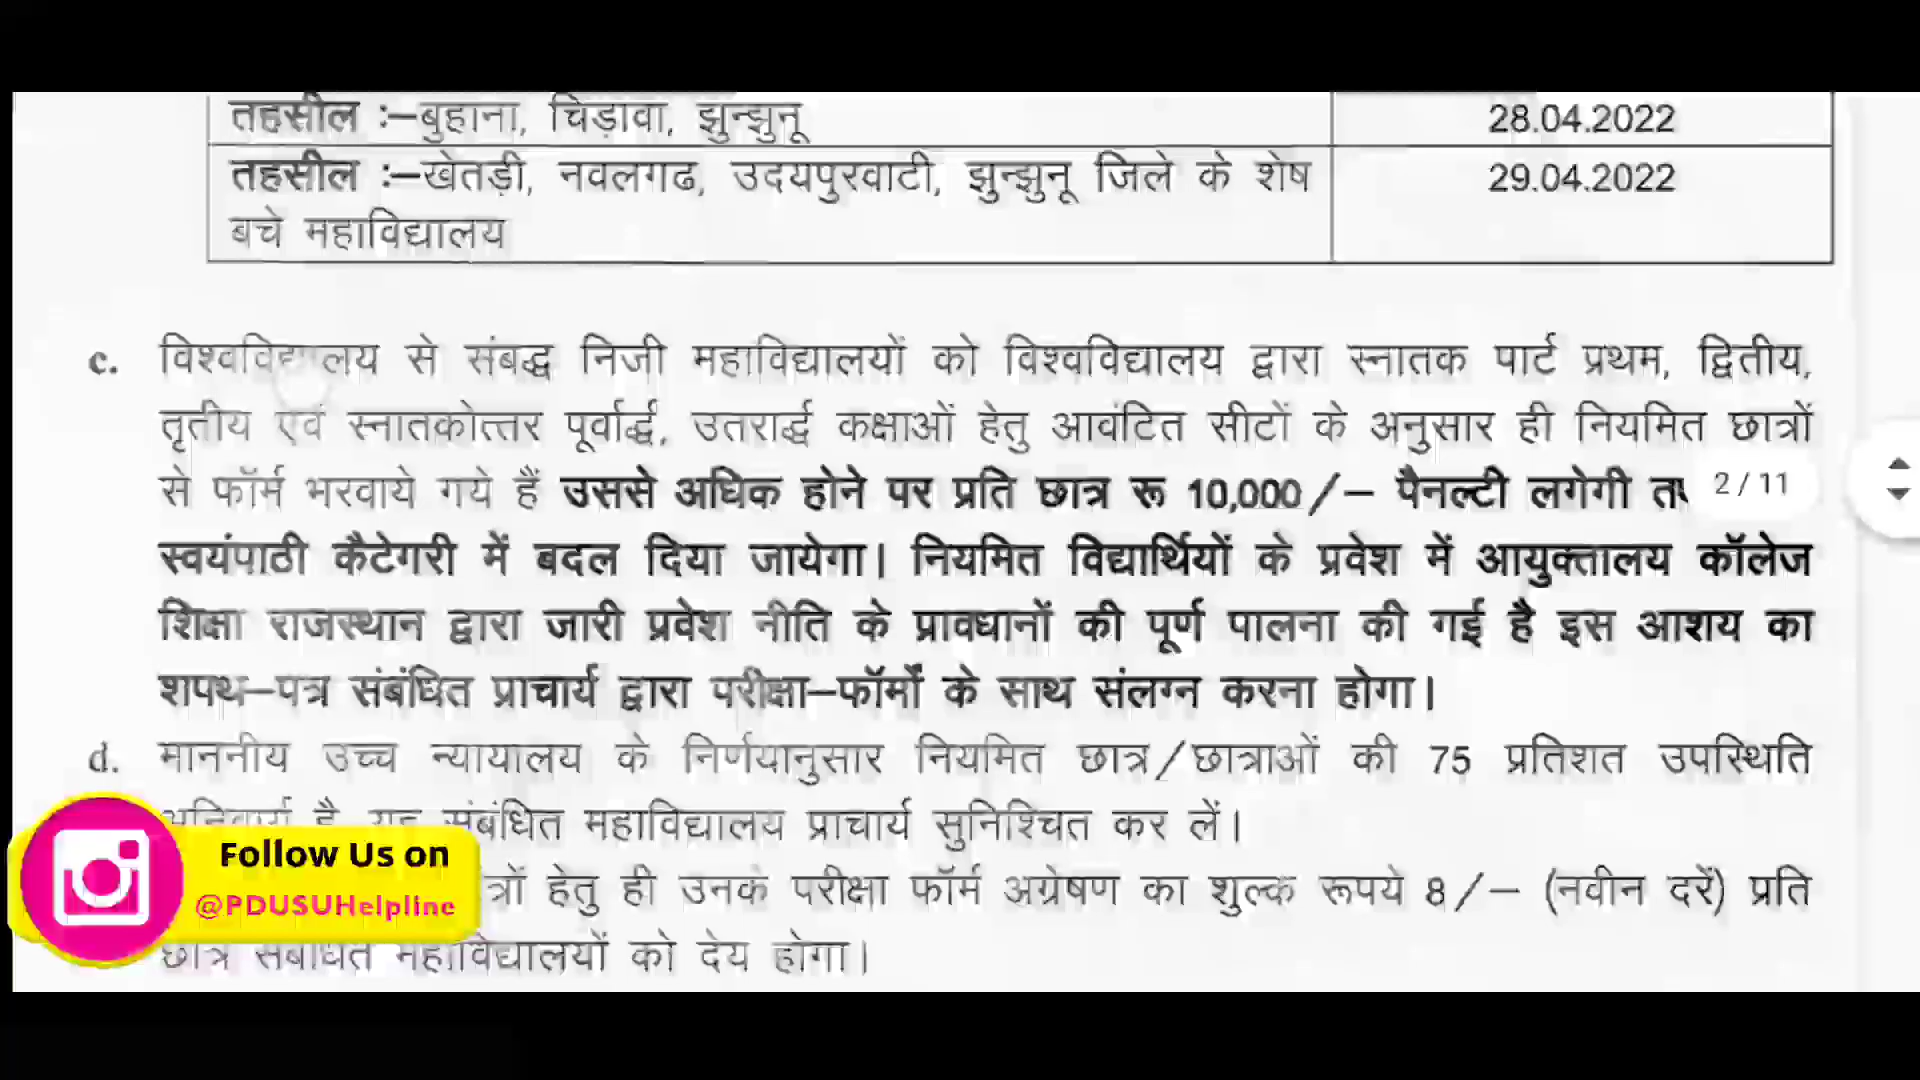 तहसील :–बुहाना, चिड़ावा, झुन्झुनू
28.04.2022
तहसील :–खेतड़ी, नवलगढ, उदयपुरवाटी, झुन्झुनू जिले के शेष
29.04.2022
बचे महाविद्यालय
c. विश्वविद्यालय से संबद्ध निजी महाविद्यालयों को विश्वविद्यालय द्वारा स्नातक पार्ट प्रथम, द्वितीय,
तृतीय एवं स्नातकोत्तर पूर्वार्द्ध, उतरार्द्ध कक्षाओं हेतु आवंटित सीटों के अनुसार ही नियमित छात्रों
से फॉर्म भरवाये गये हैं उससे अधिक होने पर प्रति छात्र रू 10,000/– पैनल्टी लगेगी
2 / 11
स्वयंपाठी कैटेगरी में बदल दिया जायेगा। नियमित विद्यार्थियों के प्रवेश में आयुक्तालय कॉलेज
शिक्षा राजस्थान द्वारा जारी प्रवेश नीति के प्रावधानों की पूर्ण पालना की गई है इस आशय का
शपथ–पत्र संबंधित प्राचार्य द्वारा परीक्षा–फॉर्मों के साथ संलग्न करना होगा।
d. माननीय उच्च न्यायालय के निर्णयानुसार नियमित छात्र/छात्राओं की 75 प्रतिशत उपस्थिति
संबंधित महाविद्यालय प्राचार्य सुनिश्चित कर लें।
हेतु ही उनके परीक्षा फॉर्म अग्रेषण का शुल्क रूपये 8/– (नवीन दरें) प्रति
छात्र संबंधित महाविद्यालयों को देय होगा।
Follow Us on
@PDUSUHelpline